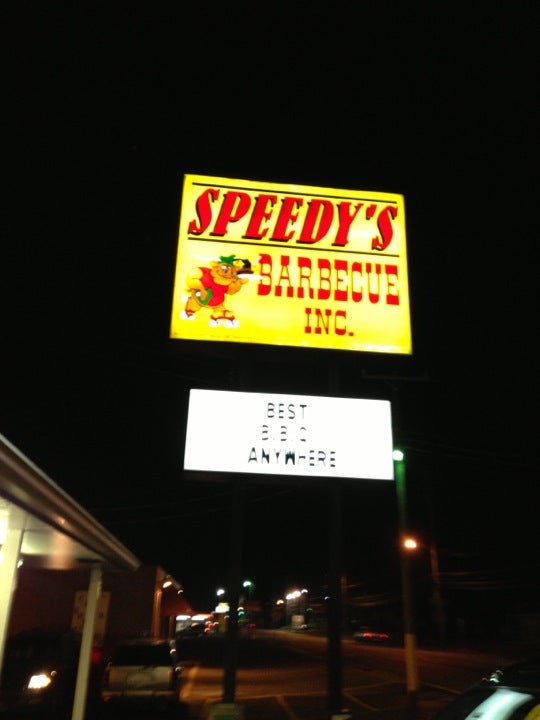 SPEEDY'S
BARBECUE
INC.
BEST
B.B.Q
ANYWHERE